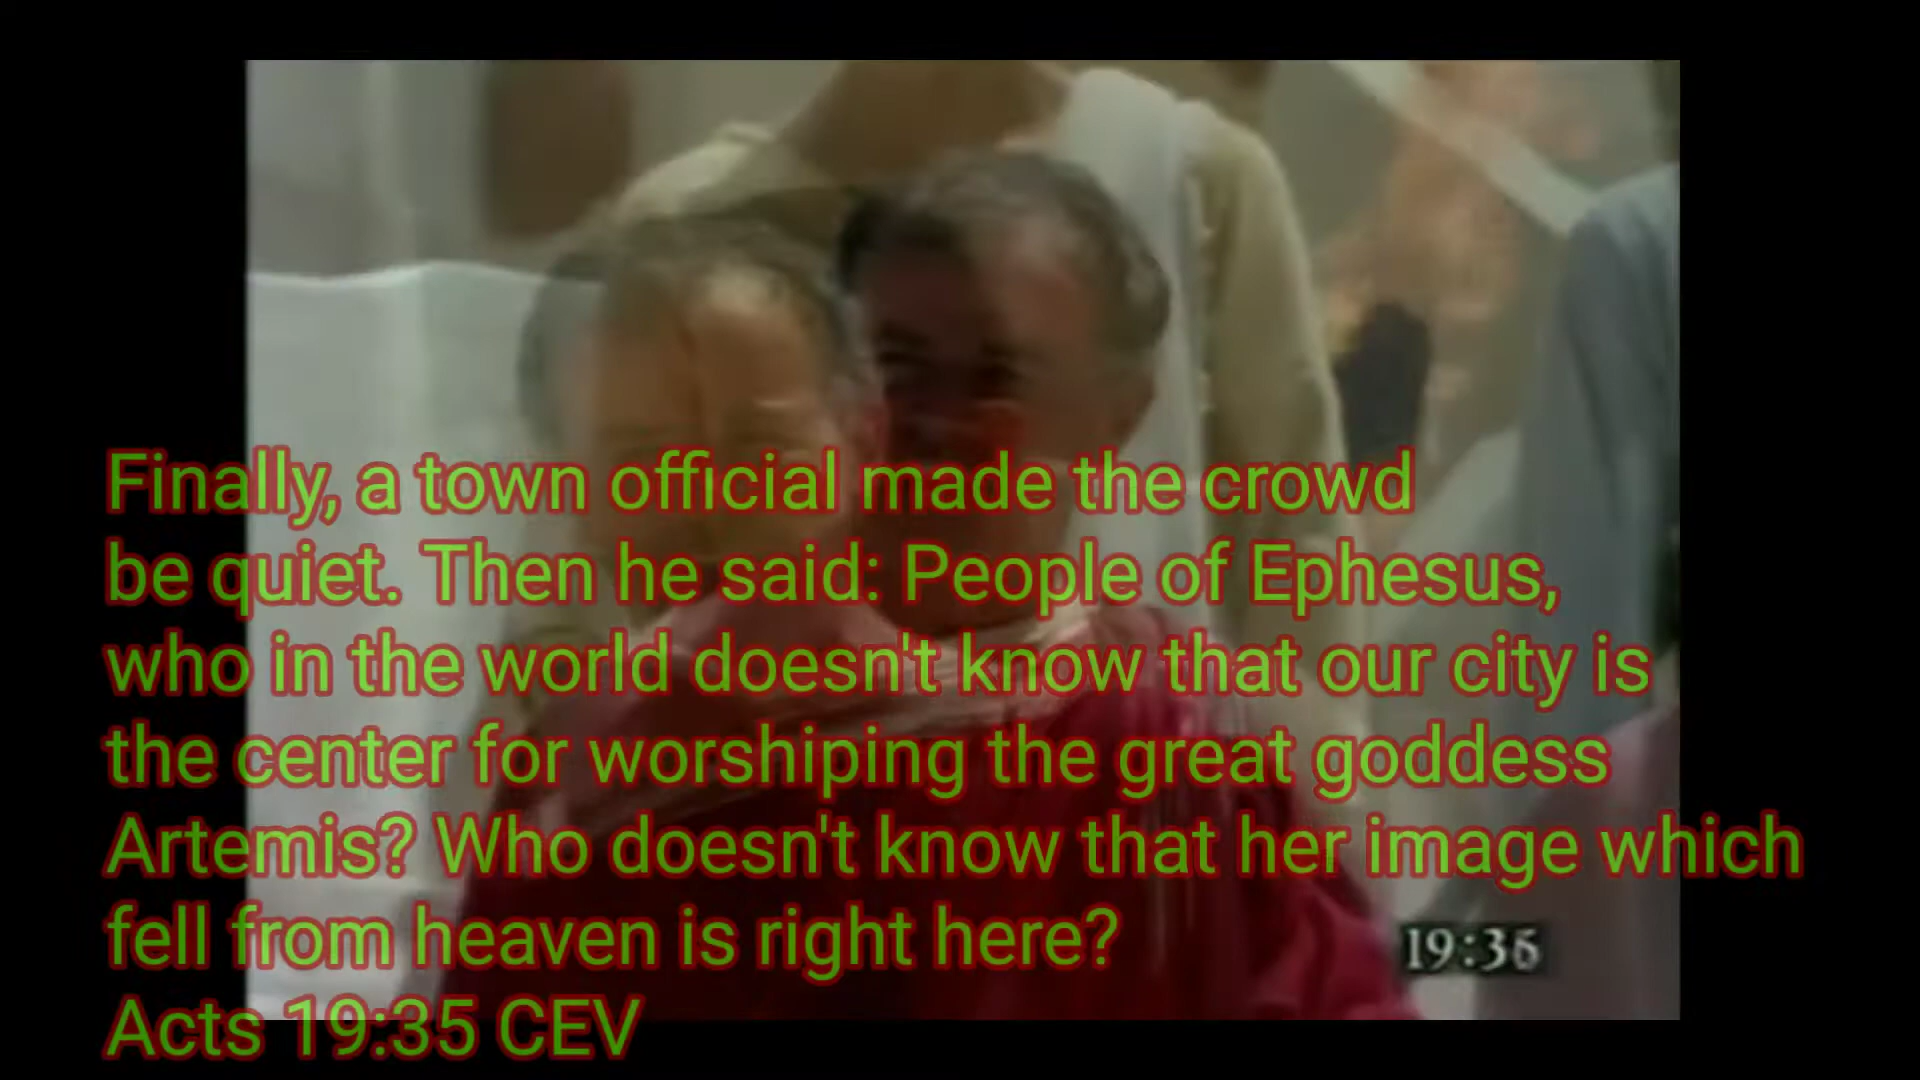 Finally, a town official made the crowd
be quiet. Then he said: People of Ephesus,
who in the world doesn't know that our city is
the center for worshiping the great goddess
Artemis? Who doesn't know that her image which
fell from heaven is right here?
19:36
Acts 19:35 CEV